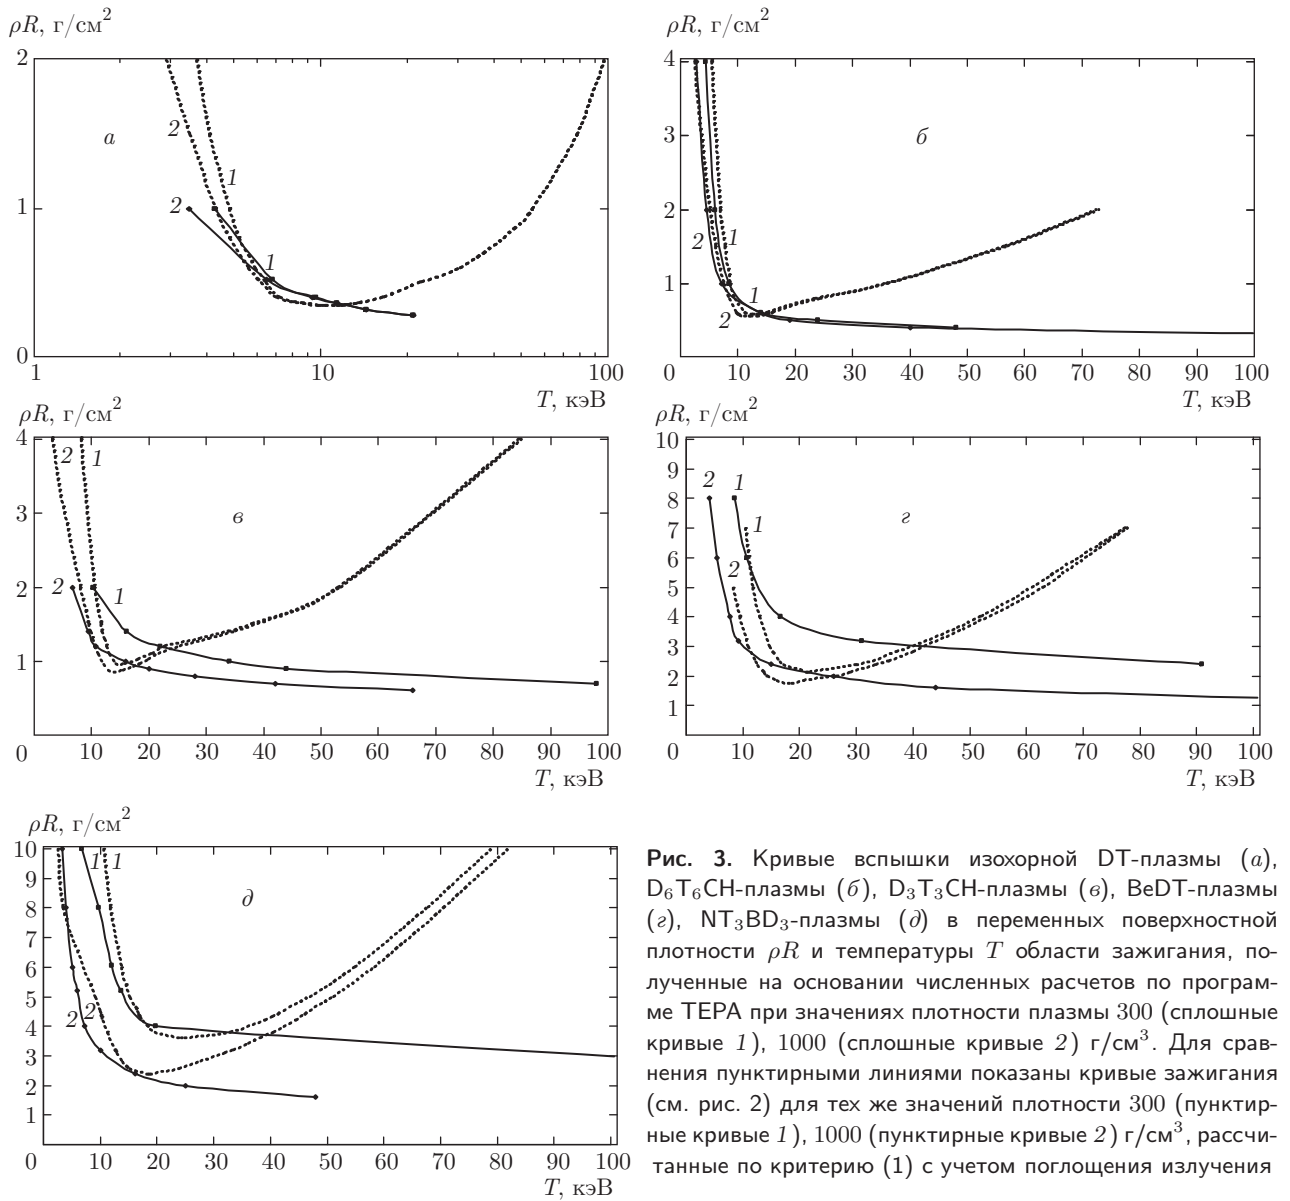 ρR, г/см²
2
1
0
1
10
100
T, кэВ
а
2
1
2
1
ρR, г/см²
4
3
2
1
0 10 20 30 40 50 60 70 80 90 100
T, кэВ
б
2
1
1
2
ρR, г/см²
4
3
2
1
0 10 20 30 40 50 60 70 80 90 100
T, кэВ
в
2
1
2
1
ρR, г/см²
10
9
8
7
6
5
4
3
2
1
0 10 20 30 40 50 60 70 80 90 100
T, кэВ
г
2
1
1
2
ρR, г/см²
10
9
8
7
6
5
4
3
2
1
0 10 20 30 40 50 60 70 80 90 100
T, кэВ
д
1
1
2
2
Рис. 3. Кривые вспышки изохорной DT-плазмы (а),
D₆T₆CH-плазмы (б), D₃T₃CH-плазмы (в), BeDT-плазмы
(г), NT₃BD₃-плазмы (д) в переменных поверхностной
плотности ρR и температуры T области зажигания, по-
лученные на основании численных расчетов по програм-
ме ТЕРА при значениях плотности плазмы 300 (сплошные
кривые 1), 1000 (сплошные кривые 2) г/см³. Для срав-
нения пунктирными линиями показаны кривые зажигания
(см. рис. 2) для тех же значений плотности 300 (пунктир-
ные кривые 1), 1000 (пунктирные кривые 2) г/см³, рассчи-
танные по критерию (1) с учетом поглощения излучения